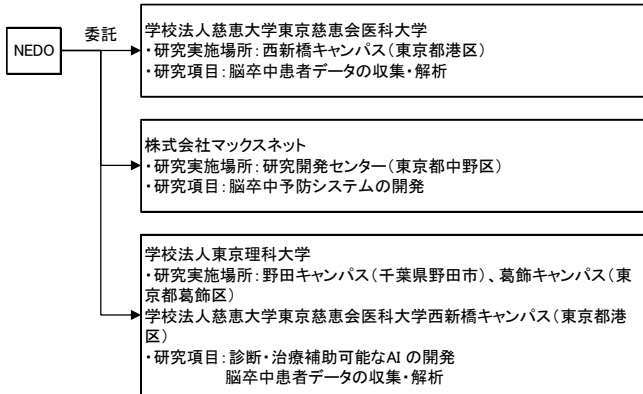 NEDO
委託
学校法人慈恵大学東京慈恵会医科大学
・研究実施場所：西新橋キャンパス（東京都港区）
・研究項目：脳卒中患者データの収集・解析
株式会社マックスネット
・研究実施場所：研究開発センター（東京都中野区）
・研究項目：脳卒中予防システムの開発
学校法人東京理科大学
・研究実施場所：野田キャンパス（千葉県野田市）、葛飾キャンパス（東
京都葛飾区）
学校法人慈恵大学東京慈恵会医科大学西新橋キャンパス（東京都港
区）
・研究項目：診断・治療補助可能なAI の開発
脳卒中患者データの収集・解析